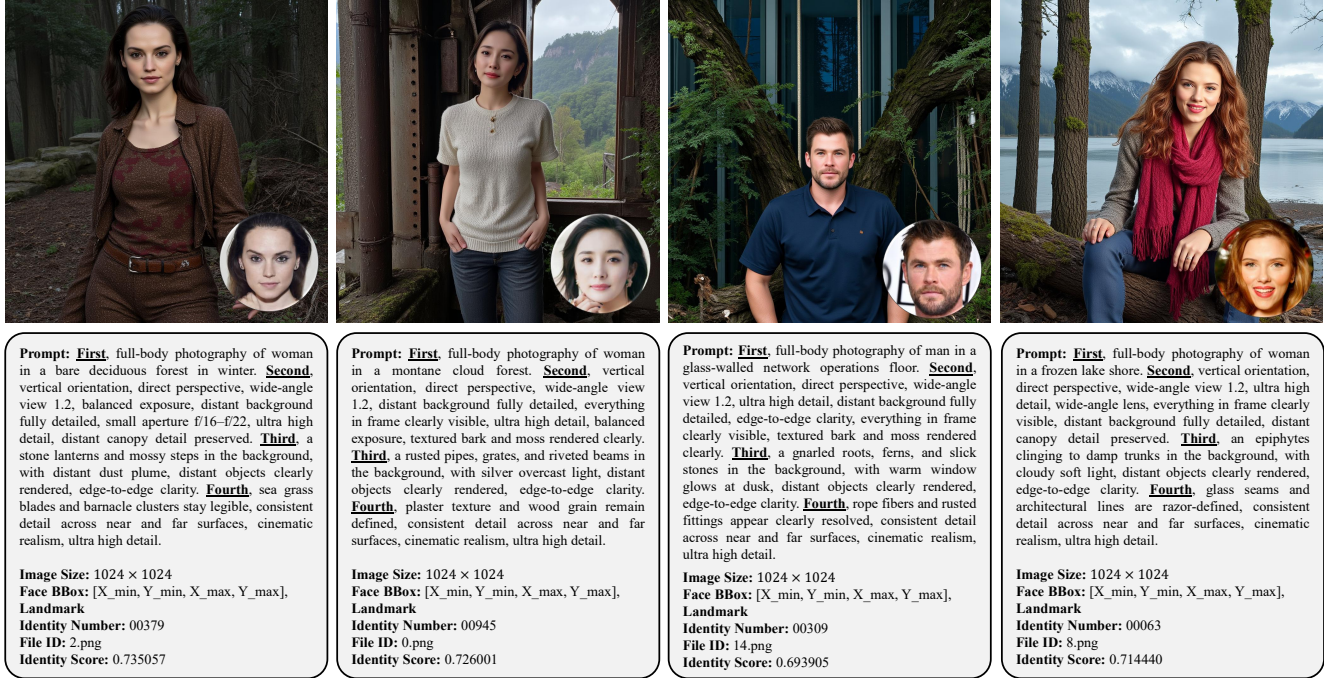 Prompt: First, full-body photography of woman
in a bare deciduous forest in winter. Second,
vertical orientation, direct perspective, wide-angle
view 1.2, balanced exposure, distant background
fully detailed, small aperture f/16–f/22, ultra high
detail, distant canopy detail preserved. Third, a
stone lanterns and mossy steps in the background,
with distant dust plume, distant objects clearly
rendered, edge-to-edge clarity. Fourth, sea grass
blades and barnacle clusters stay legible, consistent
detail across near and far surfaces, cinematic
realism, ultra high detail.
Image Size: 1024 × 1024
Face BBox: [X_min, Y_min, X_max, Y_max],
Landmark
Identity Number: 00379
File ID: 2.png
Identity Score: 0.735057
Prompt: First, full-body photography of woman
in a montane cloud forest. Second, vertical
orientation, direct perspective, wide-angle view
1.2, distant background fully detailed, everything
in frame clearly visible, ultra high detail, balanced
exposure, textured bark and moss rendered clearly.
Third, a rusted pipes, grates, and riveted beams in
the background, with silver overcast light, distant
objects clearly rendered, edge-to-edge clarity.
Fourth, plaster texture and wood grain remain
defined, consistent detail across near and far
surfaces, cinematic realism, ultra high detail.
Image Size: 1024 × 1024
Face BBox: [X_min, Y_min, X_max, Y_max],
Landmark
Identity Number: 00945
File ID: 0.png
Identity Score: 0.726001
Prompt: First, full-body photography of man in a
glass-walled network operations floor. Second,
vertical orientation, direct perspective, wide-angle
view 1.2, ultra high detail, distant background fully
detailed, edge-to-edge clarity, everything in frame
clearly visible, textured bark and moss rendered
clearly. Third, a gnarled roots, ferns, and slick
stones in the background, with warm window
glows at dusk, distant objects clearly rendered,
edge-to-edge clarity. Fourth, rope fibers and rusted
fittings appear clearly resolved, consistent detail
across near and far surfaces, cinematic realism,
ultra high detail.
Image Size: 1024 × 1024
Face BBox: [X_min, Y_min, X_max, Y_max],
Landmark
Identity Number: 00309
File ID: 14.png
Identity Score: 0.693905
Prompt: First, full-body photography of woman
in a frozen lake shore. Second, vertical orientation,
direct perspective, wide-angle view 1.2, ultra high
detail, wide-angle lens, everything in frame clearly
visible, distant background fully detailed, distant
canopy detail preserved. Third, an epiphytes
clinging to damp trunks in the background, with
cloudy soft light, distant objects clearly rendered,
edge-to-edge clarity. Fourth, glass seams and
architectural lines are razor-defined, consistent
detail across near and far surfaces, cinematic
realism, ultra high detail.
Image Size: 1024 × 1024
Face BBox: [X_min, Y_min, X_max, Y_max],
Landmark
Identity Number: 00063
File ID: 8.png
Identity Score: 0.714440